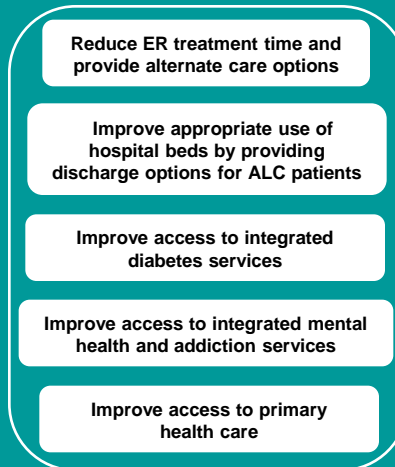 Reduce ER treatment time and
provide alternate care options
Improve appropriate use of
hospital beds by providing
discharge options for ALC patients
Improve access to integrated
diabetes services
Improve access to integrated mental
health and addiction services
Improve access to primary
health care